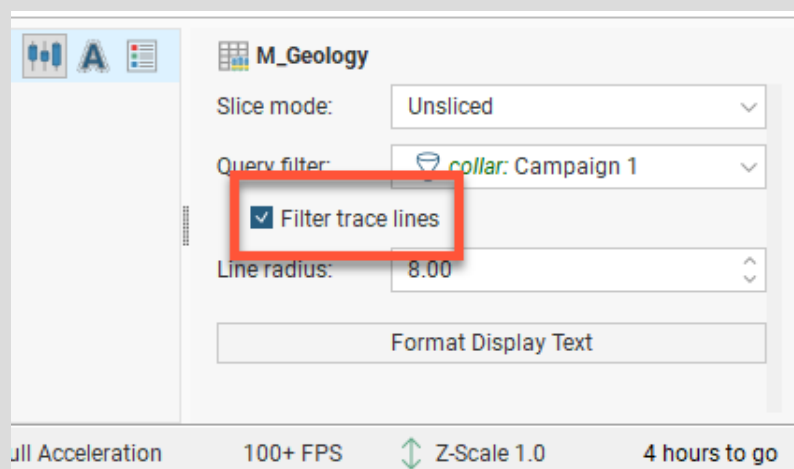 M_Geology
Slice mode: Unsliced
Query filter: collar: Campaign 1
Filter trace lines
Line radius: 8.00
Format Display Text
ull Acceleration 100+ FPS Z-Scale 1.0 4 hours to go